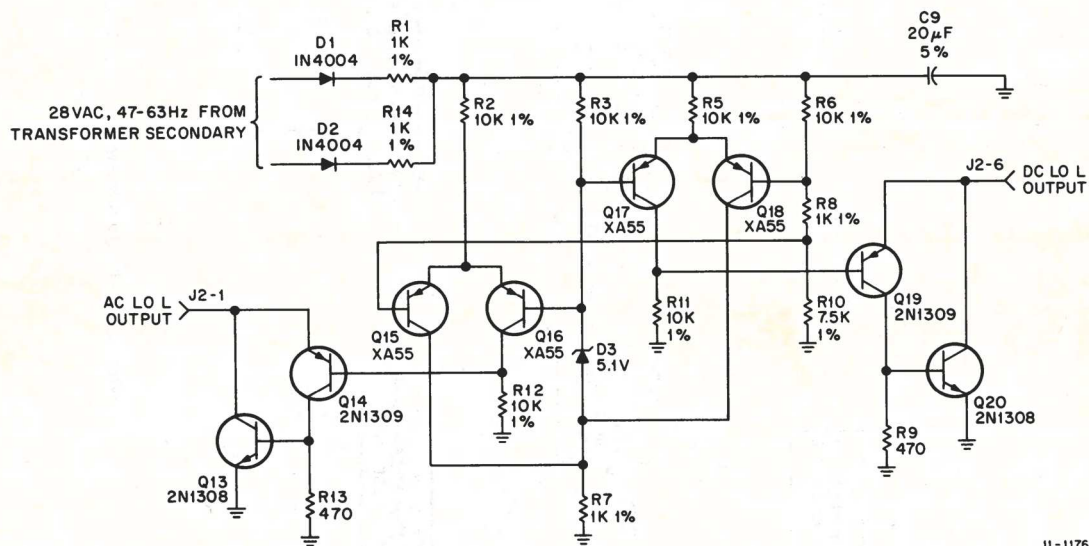 C9
20μF
5%
R1
1K
1%
D1
IN4004
28VAC, 47-63Hz FROM
TRANSFORMER SECONDARY
R14
1K
1%
D2
IN4004
R2
10K 1%
R3
10K 1%
R5
10K 1%
R6
10K 1%
J2-6
DC LO L
OUTPUT
Q17
XA55
Q18
XA55
R8
1K 1%
AC LO L
OUTPUT
J2-1
Q15
XA55
Q16
XA55
R11
10K
1%
R10
7.5K
1%
Q19
2N1309
D3
5.1V
Q14
2N1309
R12
10K
1%
Q20
2N1308
R9
470
Q13
2N1308
R13
470
R7
1K 1%
11-1176